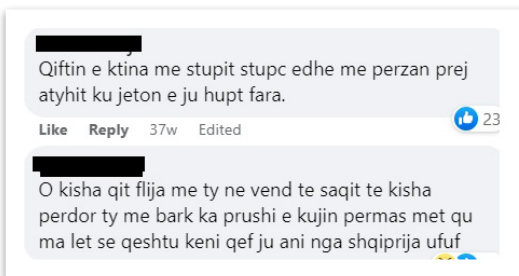 Qiftin e ktina me stupit stupc edhe me perzan prej
atyhit ku jeton e ju hupt fara.
23
Like Reply 37w Edited
O kisha qit flija me ty ne vend te saqit te kisha
perdor ty me bark ka prushi e kujin permas met qu
ma let se qeshtu keni qef ju ani nga shqiprija ufuf